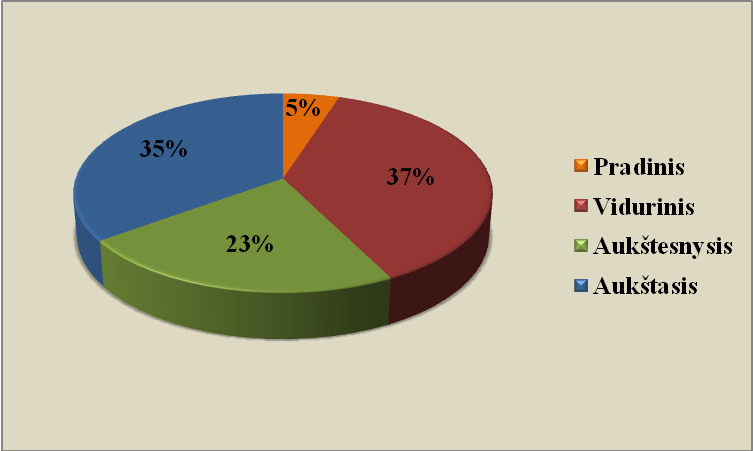 5%
35%
37%
23%
Pradinis
Vidurinis
Aukštesnysis
Aukštasis